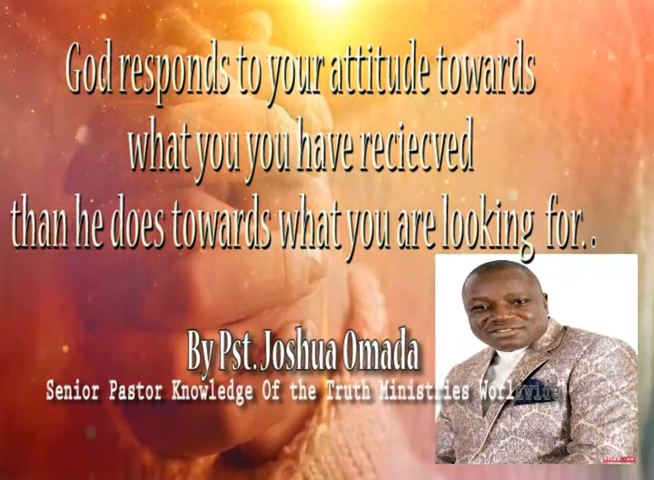 God responds to your attitude towards
what you you have reciecved
than he does towards what you are looking for. .
By Pst. Joshua Omada
Senior Pastor Knowledge Of the Truth Ministries Worldwide